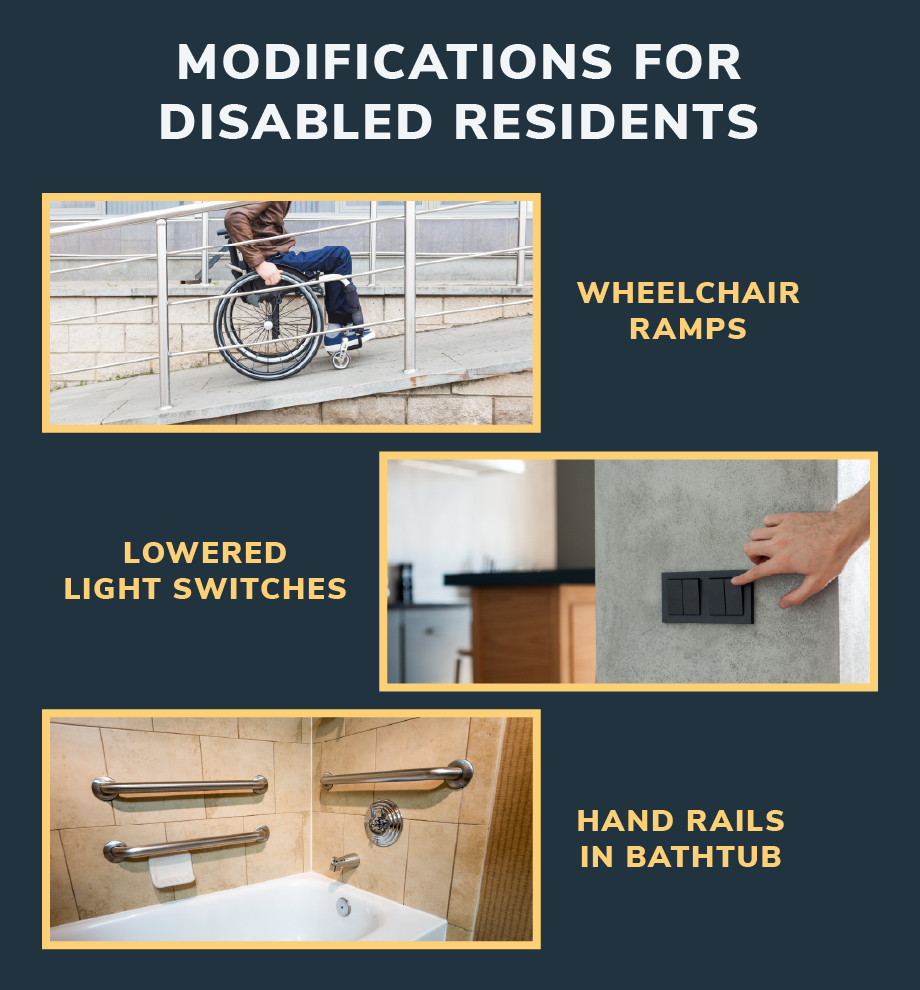 MODIFICATIONS FOR
DISABLED RESIDENTS
WHEELCHAIR
RAMPS
LOWERED
LIGHT SWITCHES
HAND RAILS
IN BATHTUB